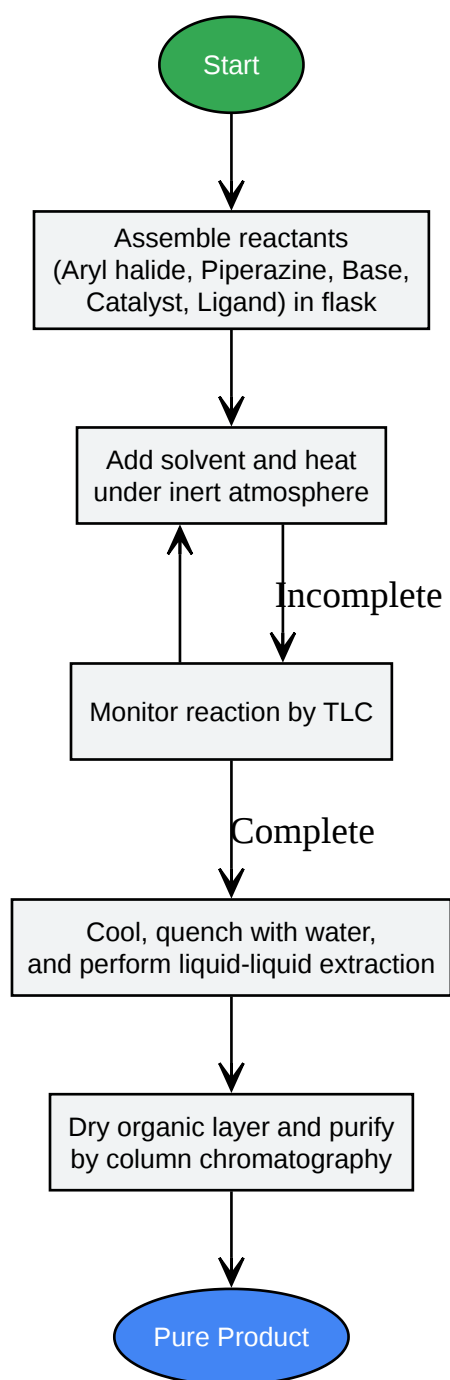 Start
Assemble reactants
(Aryl halide, Piperazine, Base,
Catalyst, Ligand) in flask
Add solvent and heat
under inert atmosphere
Incomplete
Monitor reaction by TLC
Complete
Cool, quench with water,
and perform liquid-liquid extraction
Dry organic layer and purify
by column chromatography
Pure Product